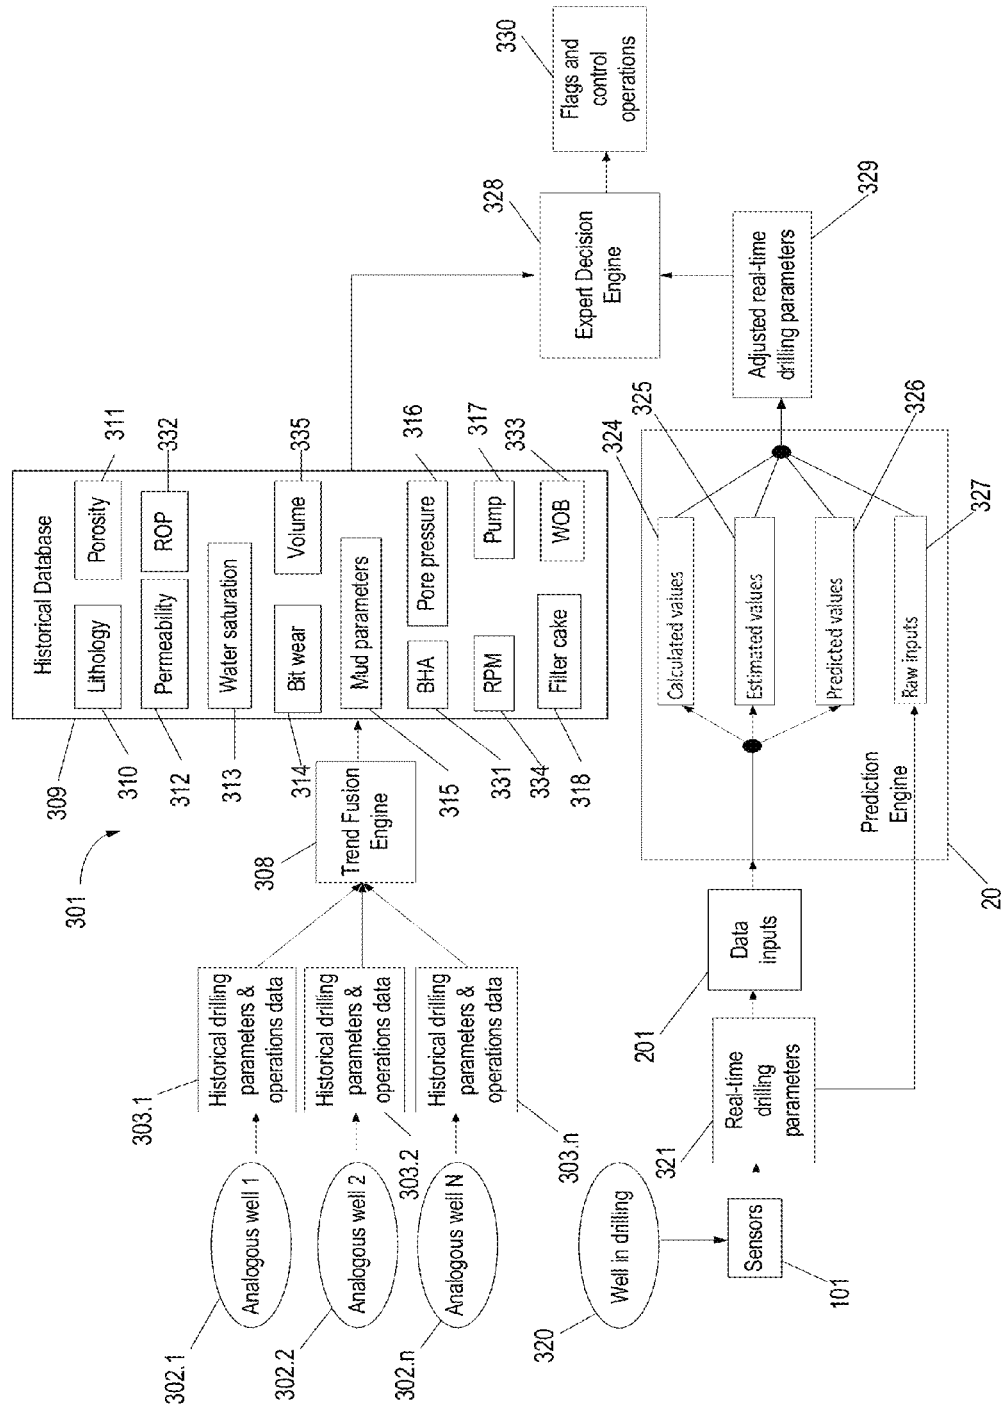 301
309
Historical Database
Lithology
310
Porosity
311
Permeability
312
ROP
332
Water saturation
313
Bit wear
314
Volume
335
Mud parameters
315
BHA
331
Pore pressure
316
RPM
334
Pump
317
Filter cake
318
WOB
333
302.1
Analogous well 1
303.1
Historical drilling
parameters &
operations data
302.2
Analogous well 2
303.2
Historical drilling
parameters &
operations data
302.n
Analogous well N
303.n
Historical drilling
parameters &
operations data
308
Trend Fusion
Engine
328
Expert Decision
Engine
330
Flags and
control
operations
320
Well in drilling
Sensors
101
321
Real-time
drilling
parameters
201
Data
inputs
20
Prediction
Engine
Calculated values
324
Estimated values
325
Predicted values
326
Raw inputs
327
Adjusted real-time
drilling parameters
329